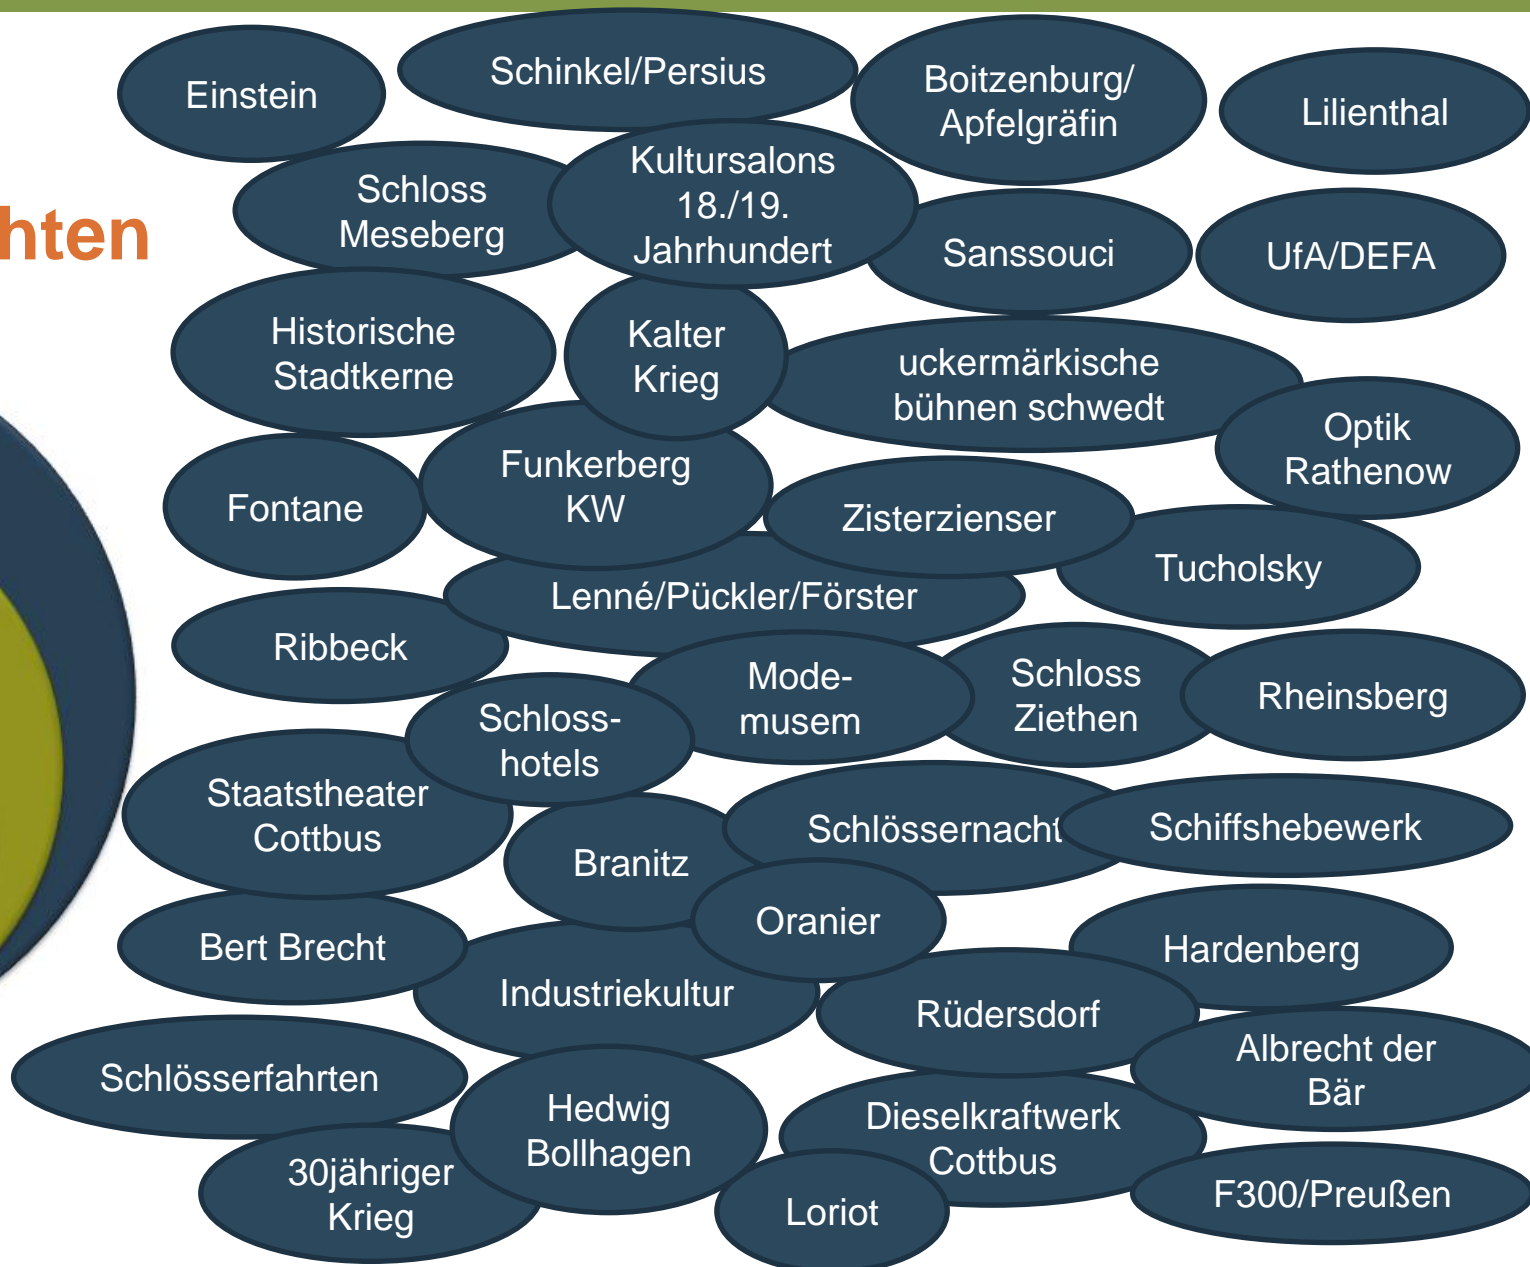 Einstein
Schinkel/Persius
Boitzenburg/
Apfelgräfin
Lilienthal
hten
Schloss
Meseberg
Kultursalons
18./19.
Jahrhundert
Sanssouci
UfA/DEFA
Historische
Stadtkerne
Kalter
Krieg
uckermärkische
bühnen schwedt
Optik
Rathenow
Fontane
Funkerberg
KW
Zisterzienser
Tucholsky
Lenné/Pückler/Förster
Ribbeck
Mode-
musem
Schloss
Ziethen
Rheinsberg
Schloss-
hotels
Staatstheater
Cottbus
Branitz
Schlössernacht
Schiffshebewerk
Oranier
Bert Brecht
Industriekultur
Hardenberg
Rüdersdorf
Schlösserfahrten
Albrecht der
Bär
Hedwig
Bollhagen
Dieselkraftwerk
Cottbus
30jähriger
Krieg
Loriot
F300/Preußen